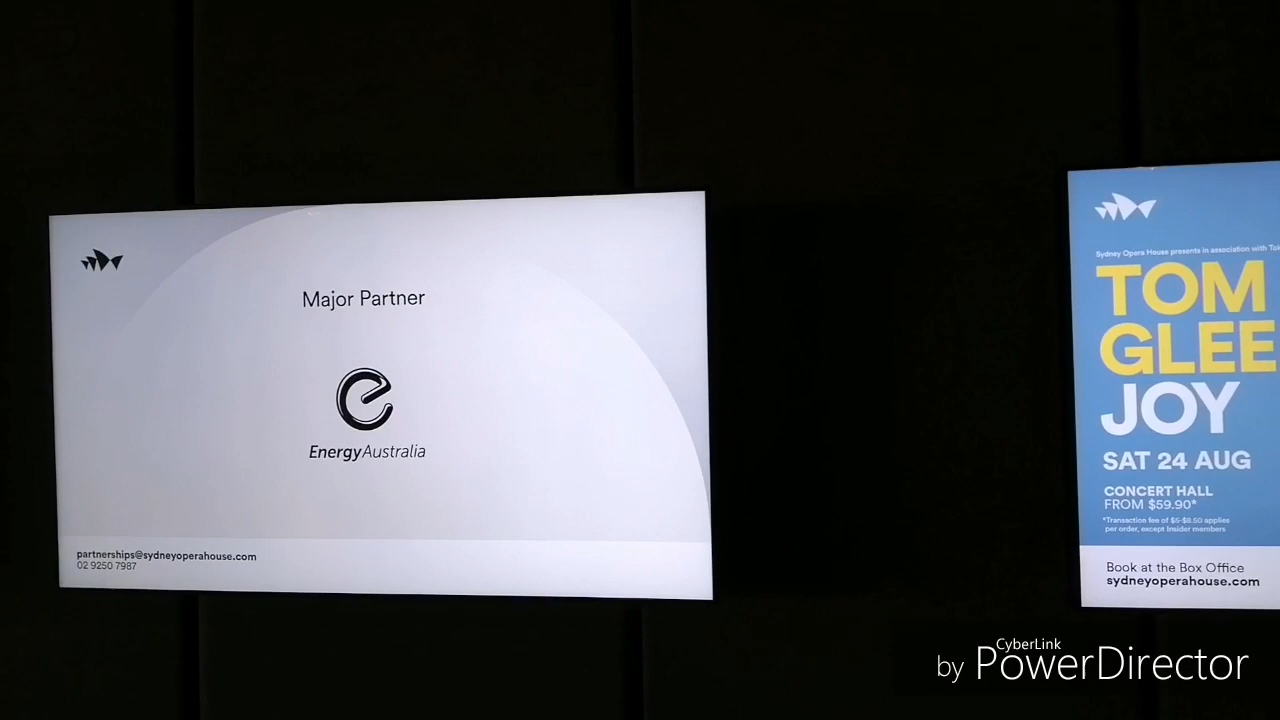 Major Partner
EnergyAustralia
partnerships@sydneyoperahouse.com
02 9250 7987
Sydney Opera House presents in association with
TOM
GLEE
JOY
SAT 24 AUG
CONCERT HALL
FROM $59.90*
*Transaction fee of $5-$8.50 applies
per order, except Insider members
Book at the Box Office
sydneyoperahouse.com
by CyberLink
PowerDirector